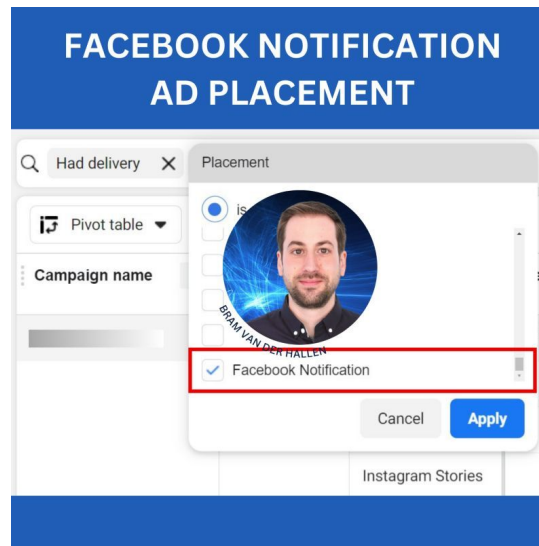 FACEBOOK NOTIFICATION
AD PLACEMENT
Had delivery
Placement
is
Pivot table
Campaign name
BRAM VAN DER HALLEN
Facebook Notification
Cancel
Apply
Instagram Stories